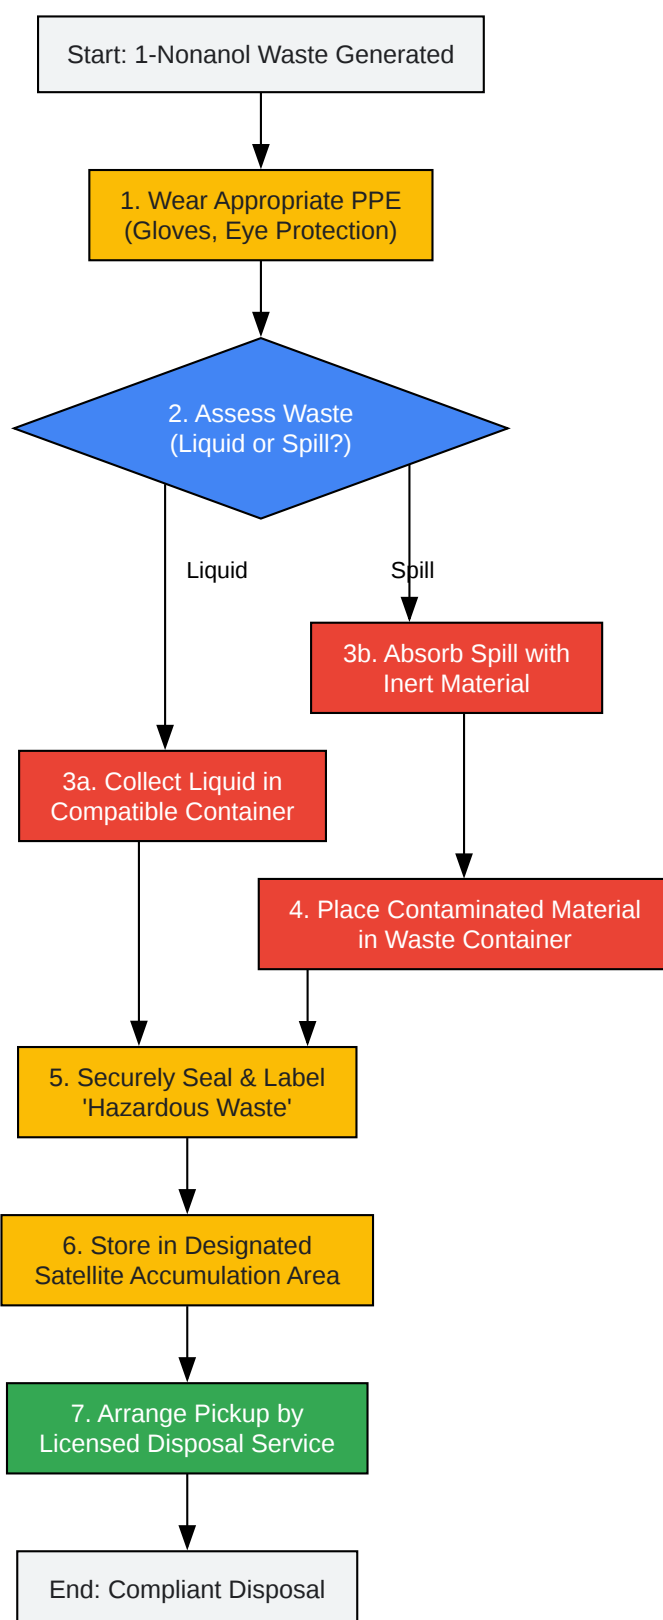 Start: 1-Nonanol Waste Generated
1. Wear Appropriate PPE
(Gloves, Eye Protection)
2. Assess Waste
(Liquid or Spill?)
Liquid
Spill
3b. Absorb Spill with
Inert Material
3a. Collect Liquid in
Compatible Container
4. Place Contaminated Material
in Waste Container
5. Securely Seal & Label
'Hazardous Waste'
6. Store in Designated
Satellite Accumulation Area
7. Arrange Pickup by
Licensed Disposal Service
End: Compliant Disposal